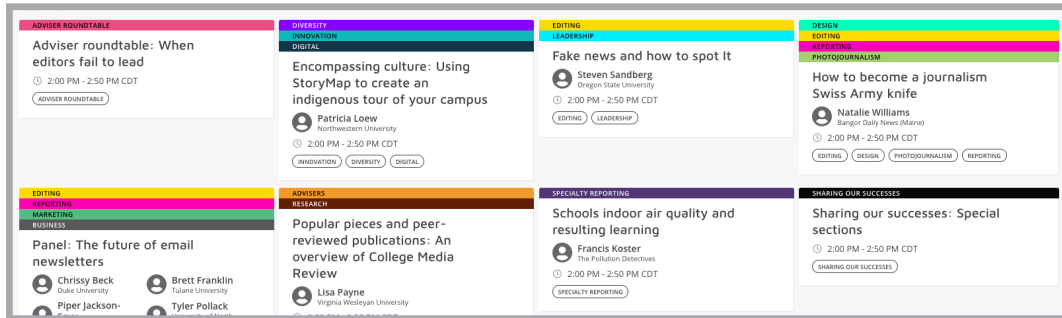 ADVISER ROUNDTABLE
Adviser roundtable: When
editors fail to lead
2:00 PM - 2:50 PM CDT
ADVISER ROUNDTABLE
DIVERSITY
INNOVATION
DIGITAL
Encompassing culture: Using
StoryMap to create an
indigenous tour of your campus
Patricia Loew
Northwestern University
2:00 PM - 2:50 PM CDT
INNOVATION DIVERSITY DIGITAL
EDITING
LEADERSHIP
Fake news and how to spot It
Steven Sandberg
Oregon State University
2:00 PM - 2:50 PM CDT
EDITING LEADERSHIP
DESIGN
EDITING
REPORTING
PHOTOJOURNALISM
How to become a journalism
Swiss Army knife
Natalie Williams
Bangor Daily News (Maine)
2:00 PM - 2:50 PM CDT
EDITING DESIGN PHOTOJOURNALISM REPORTING
EDITING
REPORTING
MARKETING
BUSINESS
Panel: The future of email
newsletters
Chrissy Beck
Duke University
Brett Franklin
Tulane University
Piper Jackson-
Tyler Pollack
ADVISERS
RESEARCH
Popular pieces and peer-
reviewed publications: An
overview of College Media
Review
Lisa Payne
Virginia Wesleyan University
SPECIALTY REPORTING
Schools indoor air quality and
resulting learning
Francis Koster
The Pollution Detectives
2:00 PM - 2:50 PM CDT
SPECIALTY REPORTING
SHARING OUR SUCCESSES
Sharing our successes: Special
sections
2:00 PM - 2:50 PM CDT
SHARING OUR SUCCESSES